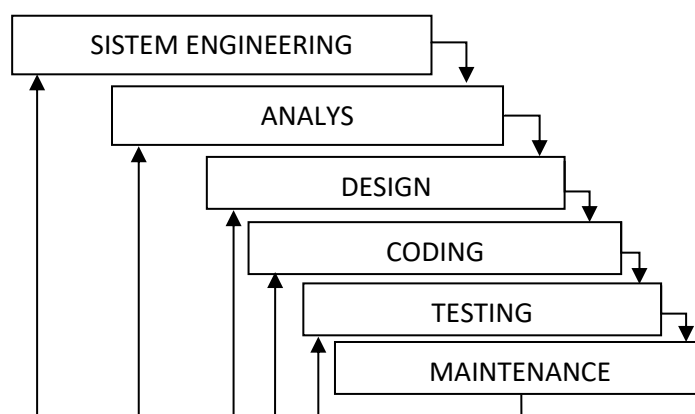 SISTEM ENGINEERING
ANALYS
DESIGN
CODING
TESTING
MAINTENANCE